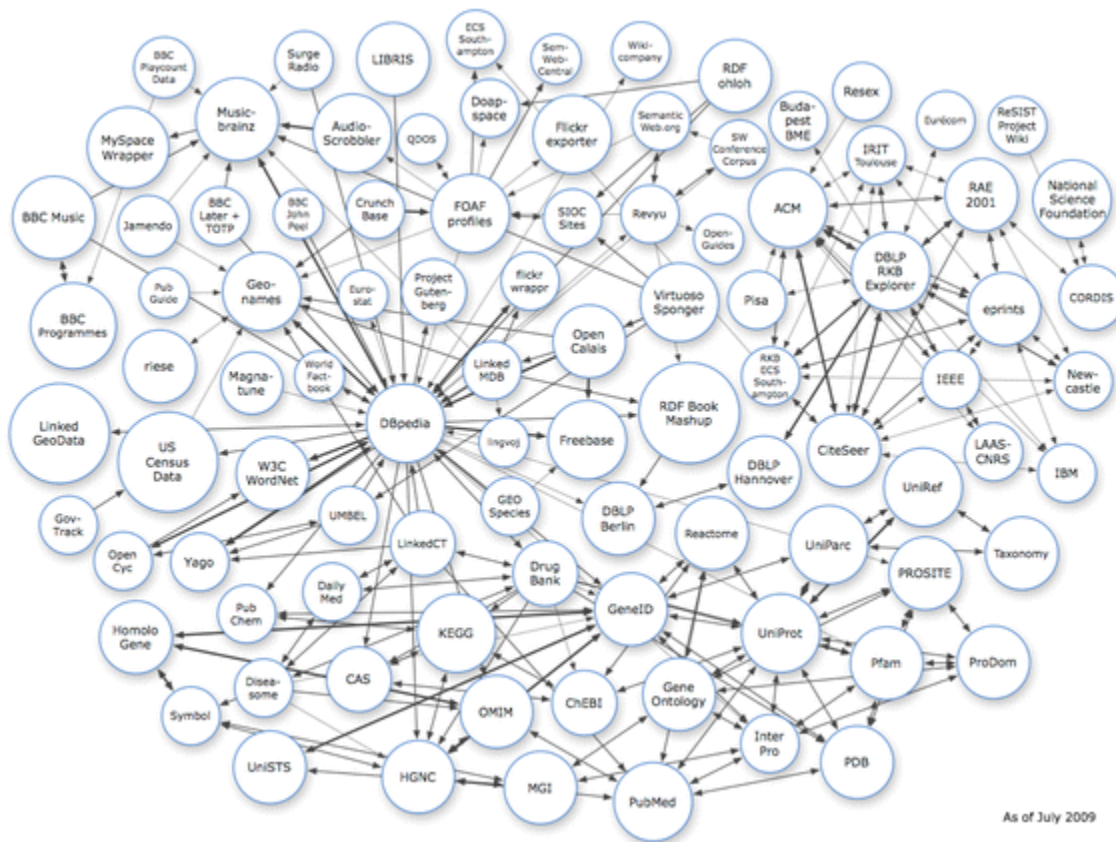 BBC
Playcount
Data
Surge
Radio
LIBRIS
ECS
South-
ampton
Sem-
Web-
Central
Wiki-
company
RDF
ohloh
Music-
brainz
Audio-
Scrobbler
MySpace
Wrapper
QDOS
Doap-
space
Flickr
exporter
Semantic
Web.org
SW
Conference
Corpus
Buda-
pest
BME
Resex
Eurécom
ReSIST
Project
Wiki
IRIT
Toulouse
BBC Music
Jamendo
BBC
Later +
TOTP
BBC
John
Peel
Crunch
Base
FOAF
profiles
SIOC
Sites
Revyu
Open-
Guides
ACM
RAE
2001
National
Science
Foundation
DBLP
RKB
Explorer
BBC
Programmes
Pub
Guide
Geo-
names
Euro-
stat
Project
Guten-
berg
flickr
wrappr
Virtuoso
Sponger
Pisa
eprints
CORDIS
riese
Magna-
tune
World
Fact-
book
Linked
MDB
Open
Calais
RKB
ECS
South-
ampton
IEEE
New-
castle
Linked
GeoData
US
Census
Data
W3C
WordNet
DBpedia
lingvoj
Freebase
RDF Book
Mashup
DBLP
Hannover
CiteSeer
LAAS-
CNRS
IBM
Gov-
Track
Open
Cyc
Yago
UMBEL
LinkedCT
GEO
Species
DBLP
Berlin
Reactome
UniParc
UniRef
Taxonomy
PROSITE
Pub
Chem
Daily
Med
Drug
Bank
Homolo
Gene
KEGG
GeneID
UniProt
Pfam
ProDom
Symbol
Disea-
some
CAS
OMIM
ChEBI
Gene
Ontology
Inter
Pro
UniSTS
HGNC
MGI
PubMed
PDB
As of July 2009